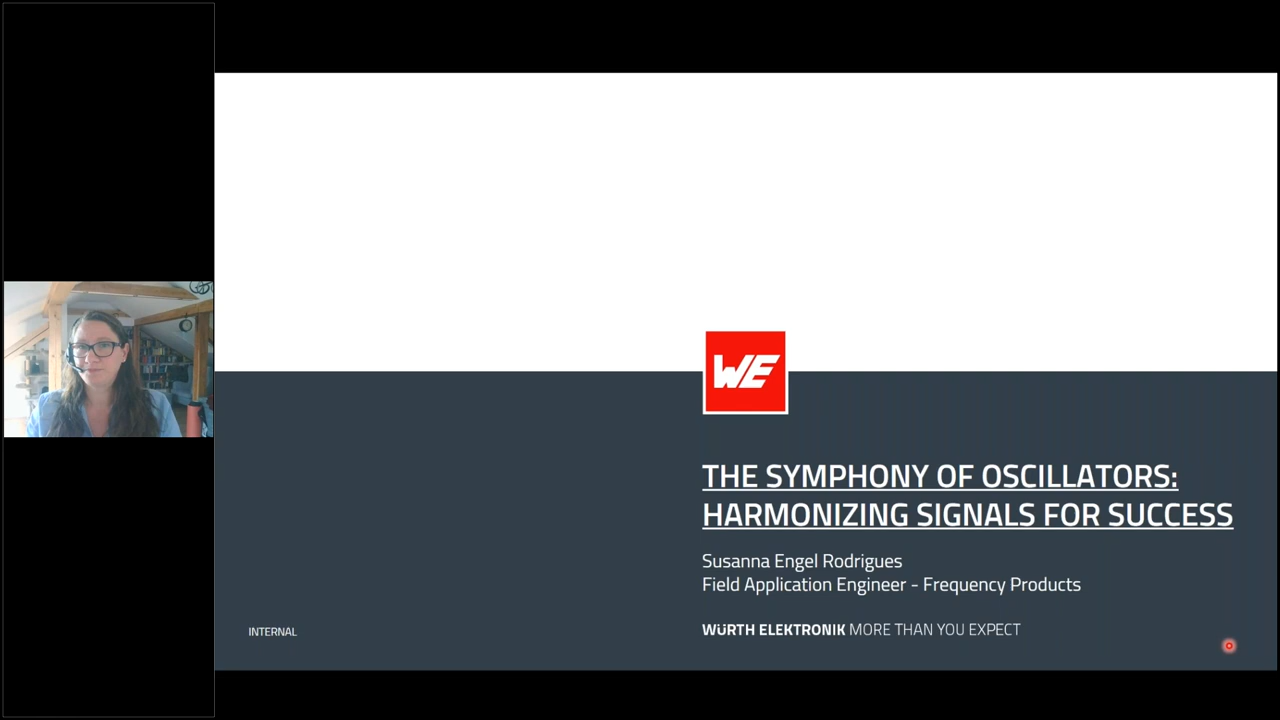 WE
THE SYMPHONY OF OSCILLATORS:
HARMONIZING SIGNALS FOR SUCCESS
Susanna Engel Rodrigues
Field Application Engineer - Frequency Products
WÜRTH ELEKTRONIK MORE THAN YOU EXPECT
INTERNAL